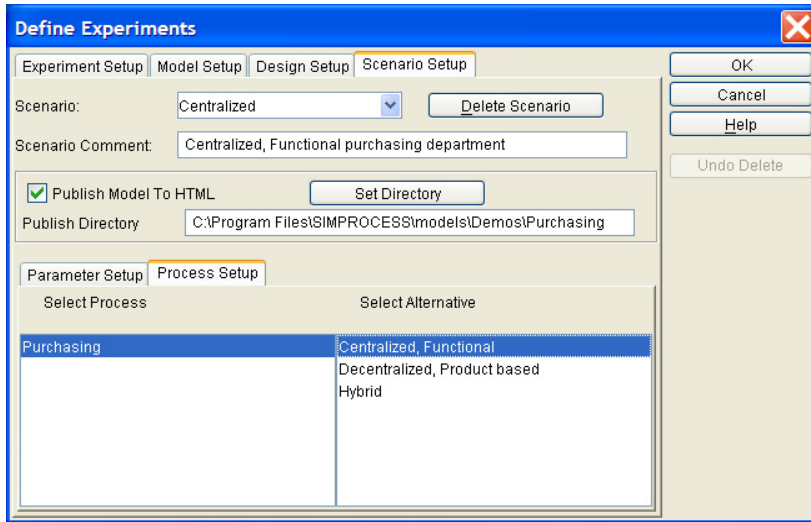 Define Experiments
Experiment Setup Model Setup Design Setup Scenario Setup
OK
Cancel
Help
Undo Delete
Scenario: Centralized Delete Scenario
Scenario Comment: Centralized, Functional purchasing department
Publish Model To HTML Set Directory
Publish Directory C:\Program Files\SIMPROCESS\models\Demos\Purchasing
Parameter Setup Process Setup
Select Process Select Alternative
Purchasing Centralized, Functional
Decentralized, Product based
Hybrid